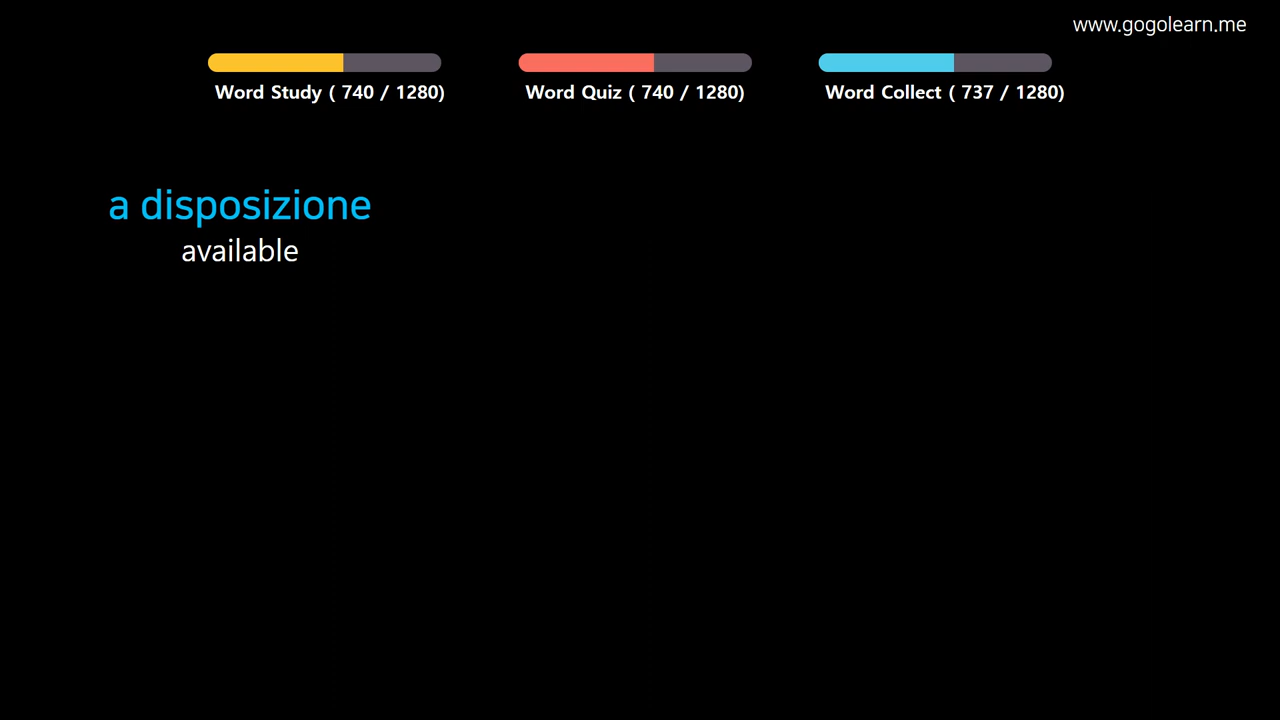 www.gogolearn.me
Word Study ( 740 / 1280)
Word Quiz ( 740 / 1280)
Word Collect ( 737 / 1280)
a disposizione
available